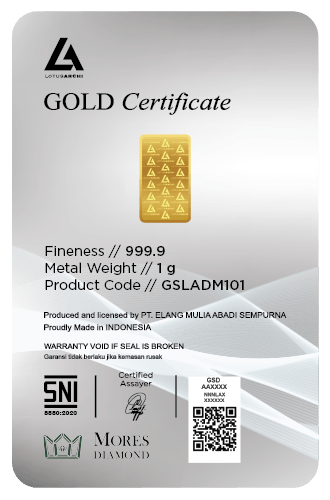 LOTUSARCHI
GOLD Certificate
Fineness // 999.9
Metal Weight // 1 g
Product Code // GSLADM101
Produced and licensed by PT. ELANG MULIA ABADI SEMPURNA
Proudly Made in INDONESIA
WARRANTY VOID IF SEAL IS BROKEN
Garansi tidak berlaku jika kemasan rusak
SNI
8880:2020
Certified
Assayer
GSD
AAXXXX
NNNLAX
XXXXXX
MORES
DIAMOND